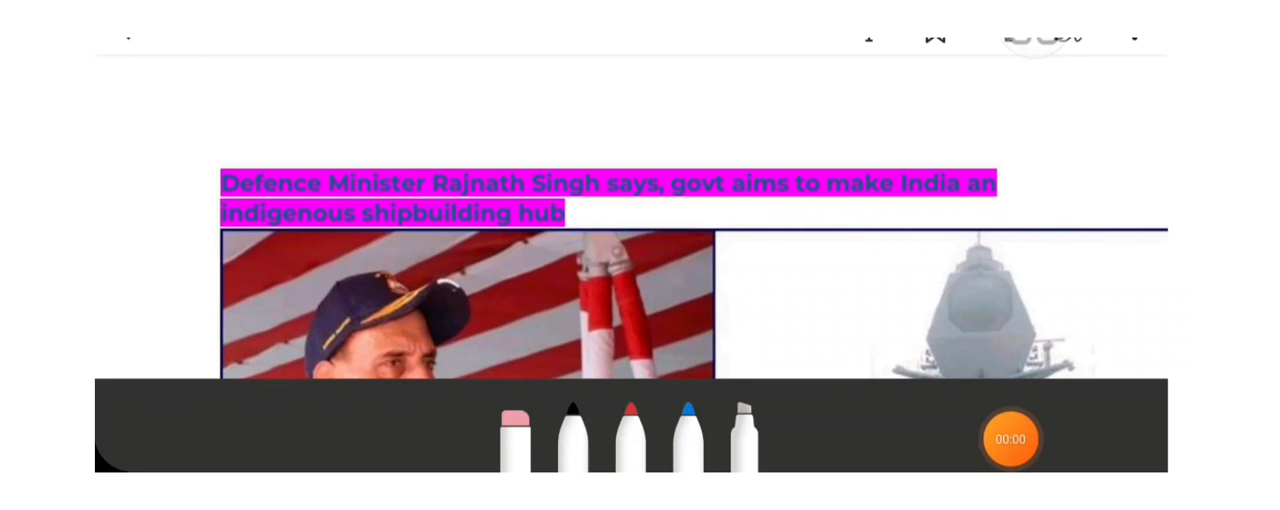 Defence Minister Rajnath Singh says, govt aims to make India an
indigenous shipbuilding hub
00:00